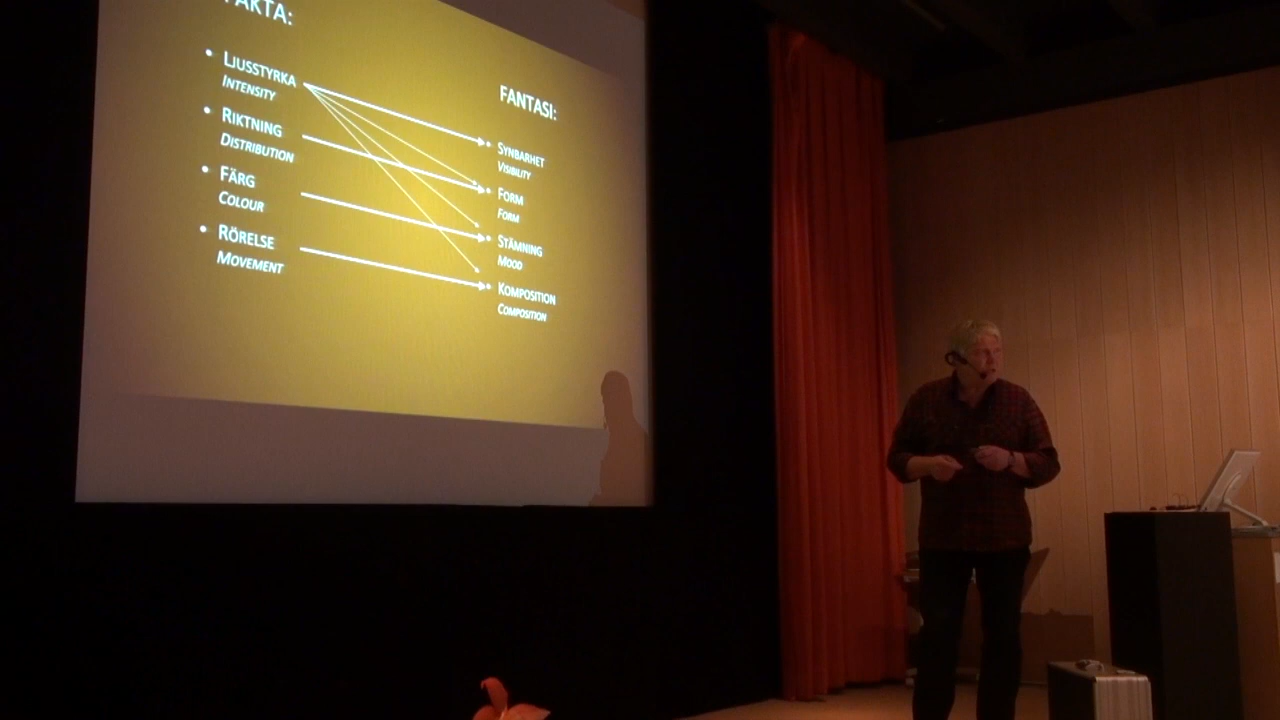 FAKTA:
• LJUSSTYRKA
INTENSITY
• RIKTNING
DISTRIBUTION
• FÄRG
COLOUR
• RÖRELSE
MOVEMENT
FANTASI:
• SYNBARHET
VISIBILITY
• FORM
FORM
• STÄMNING
MOOD
• KOMPOSITION
COMPOSITION